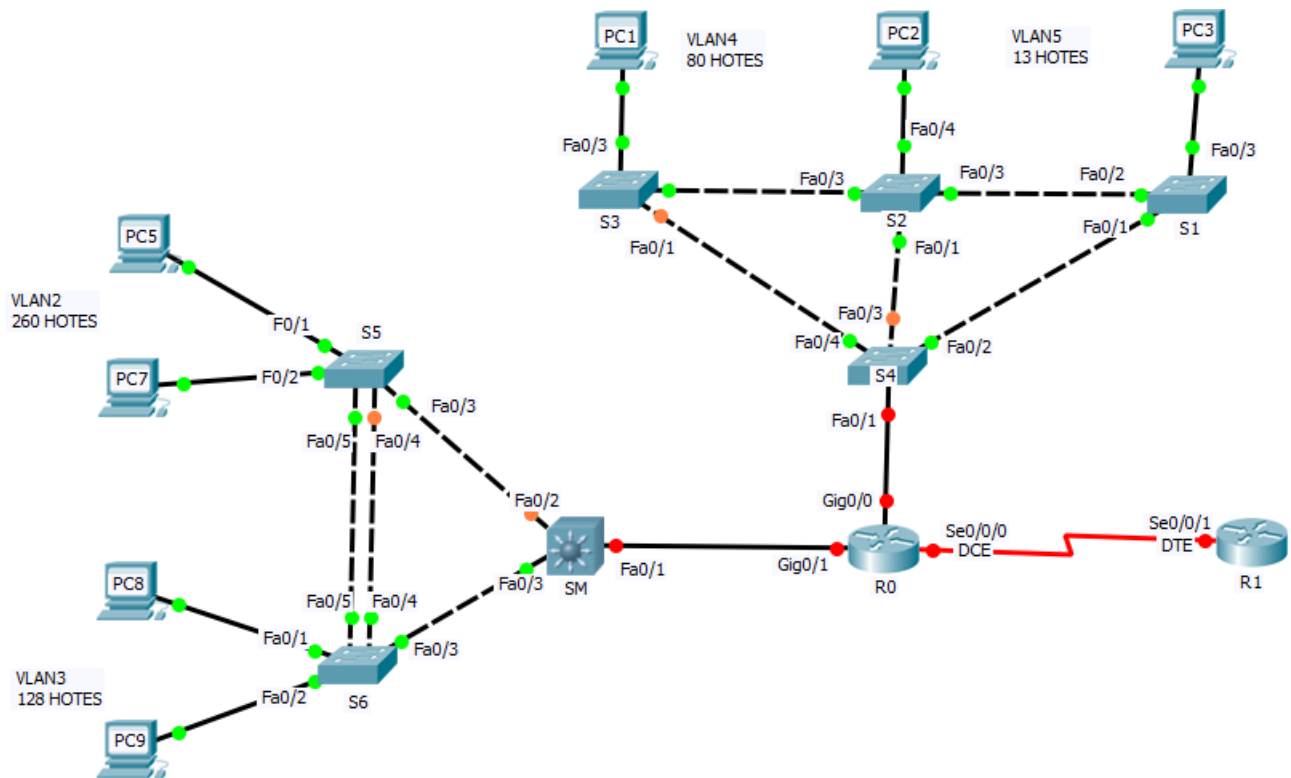 PC1
VLAN4
80 HOTES
PC2
VLAN5
13 HOTES
PC3
Fa0/3
Fa0/4
Fa0/3
Fa0/3
Fa0/3
Fa0/2
S3
S2
S1
Fa0/1
Fa0/1
Fa0/1
PC5
VLAN2
260 HOTES
F0/1
S5
Fa0/3
Fa0/4
Fa0/2
S4
PC7
F0/2
Fa0/3
Fa0/5
Fa0/4
Fa0/1
Fa0/2
Gig0/0
Se0/0/0
DCE
Se0/0/1
DTE
Fa0/3
SM
Fa0/1
Gig0/1
R0
R1
PC8
Fa0/5
Fa0/4
Fa0/1
Fa0/3
VLAN3
128 HOTES
Fa0/2
S6
PC9